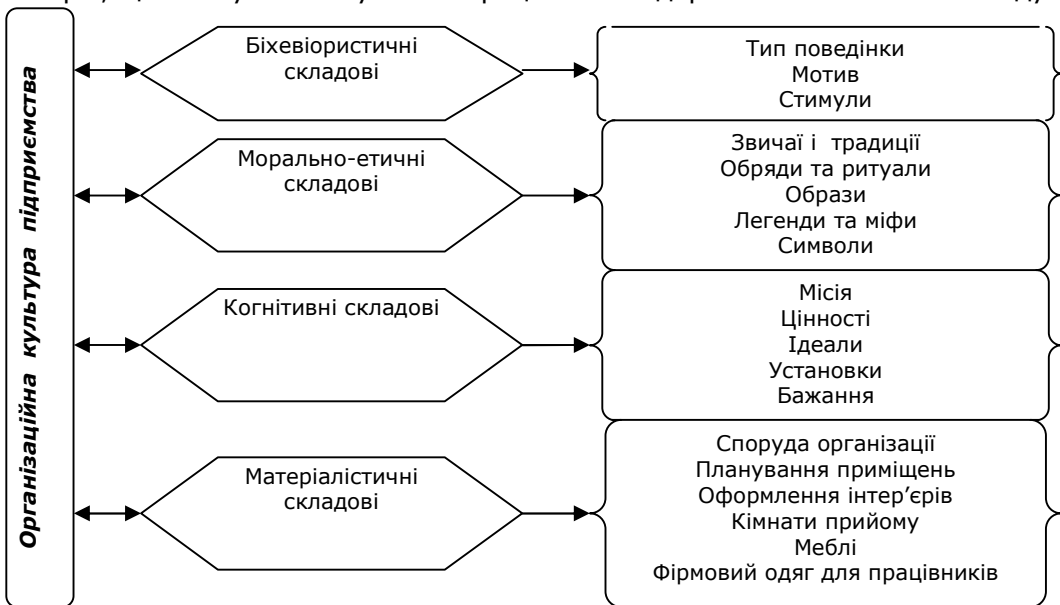 Організаційна культура підприємства
Біхевіористичні
складові
Тип поведінки
Мотив
Стимули
Морально-етичні
складові
Звичаї і традиції
Обряди та ритуали
Образи
Легенди та міфи
Символи
Когнітивні складові
Місія
Цінності
Ідеали
Установки
Бажання
Матеріалістичні
складові
Споруда організації
Планування приміщень
Оформлення інтер’єрів
Кімнати прийому
Меблі
Фірмовий одяг для працівників